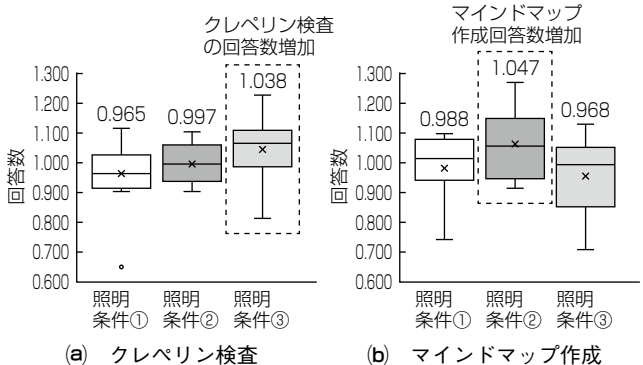 クレペリン検査
の回答数増加
1.300
1.200
1.100
1.000
0.900
0.800
0.700
0.600
回答数
0.965
0.997
1.038
照明
条件①
照明
条件②
照明
条件③
(a) クレペリン検査
マインドマップ
作成回答数増加
1.300
1.200
1.100
1.000
0.900
0.800
0.700
0.600
回答数
0.988
1.047
0.968
照明
条件①
照明
条件②
照明
条件③
(b) マインドマップ作成